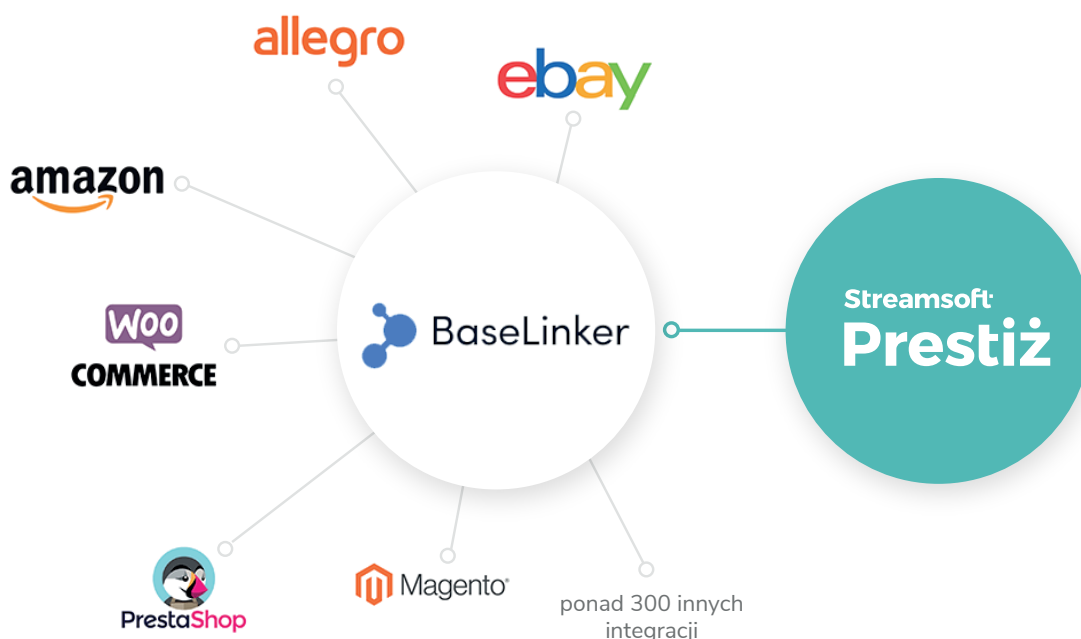 allegro
ebay
amazon
WOO
COMMERCE
BaseLinker
Streamsoft
Prestiż
PrestaShop
Magento®
ponad 300 innych
integracji